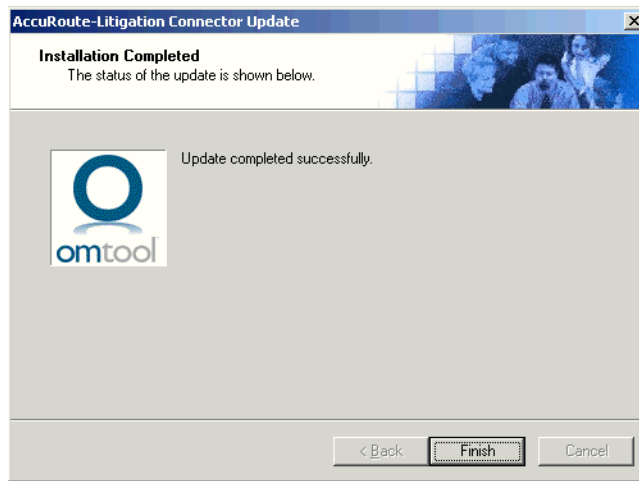 AccuRoute-Litigation Connector Update
Installation Completed
The status of the update is shown below.
Update completed successfully.
omtool
< Back
Finish
Cancel